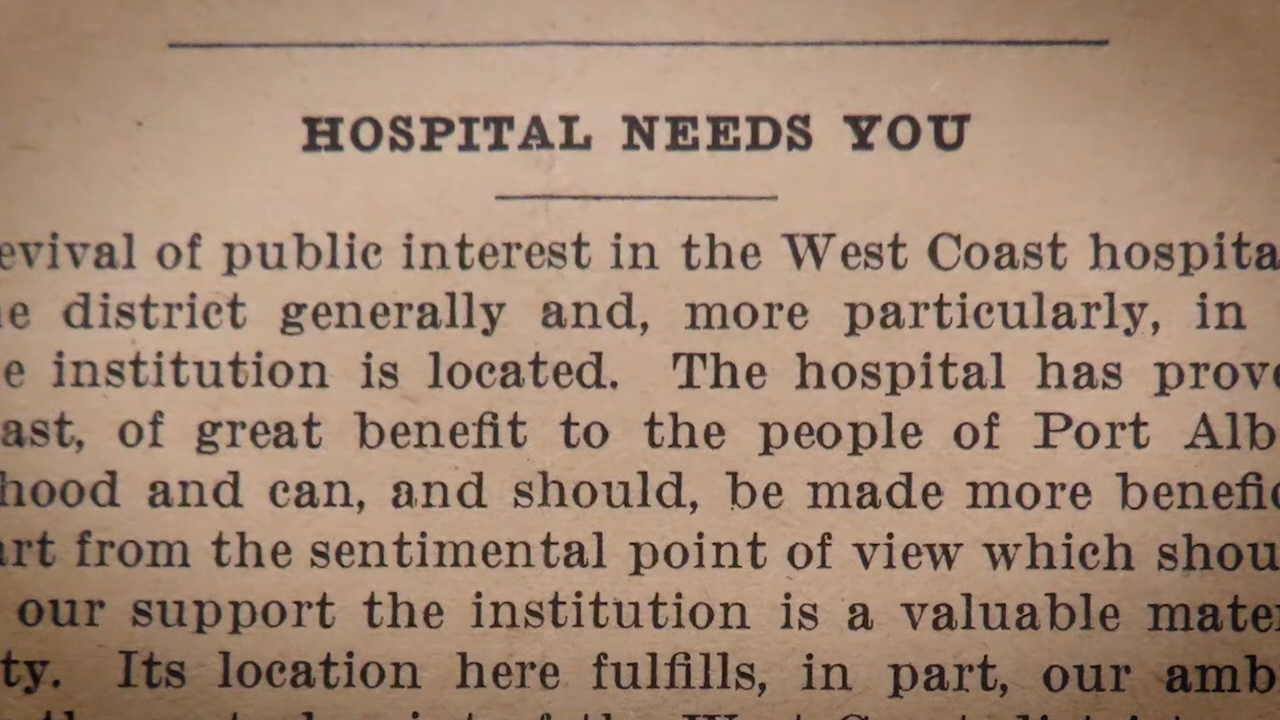 HOSPITAL NEEDS YOU
evival of public interest in the West Coast hospita
e district generally and, more particularly, in
e institution is located. The hospital has prove
ast, of great benefit to the people of Port Alb
hood and can, and should, be made more benefic
rt from the sentimental point of view which shou
our support the institution is a valuable mater
ty. Its location here fulfills, in part, our amb